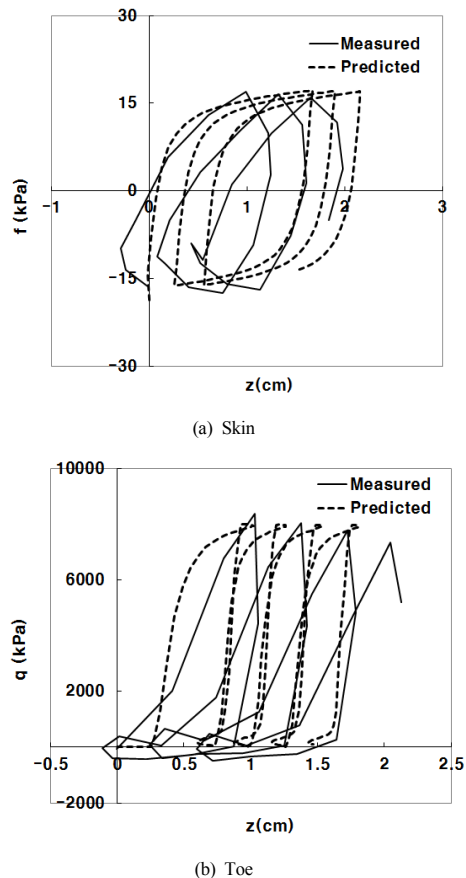 30
15
0
-15
-30
-1
0
1
2
3
f (kPa)
z(cm)
Measured
Predicted
(a) Skin
10000
6000
2000
-2000
-0.5
0
0.5
1
1.5
2
2.5
q (kPa)
z(cm)
Measured
Predicted
(b) Toe